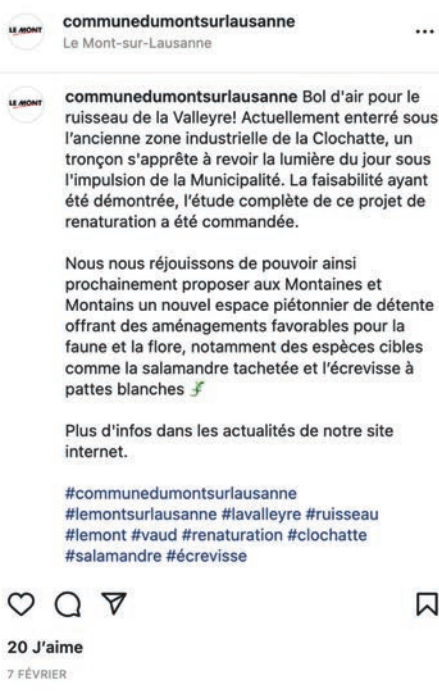 LE MONT
communedumontsurlausanne
Le Mont-sur-Lausanne
LE MONT
communedumontsurlausanne Bol d'air pour le
ruisseau de la Valleyre! Actuellement enterré sous
l'ancienne zone industrielle de la Clochatte, un
tronçon s'apprête à revoir la lumière du jour sous
l'impulsion de la Municipalité. La faisabilité ayant
été démontrée, l'étude complète de ce projet de
renaturation a été commandée.
Nous nous réjouissons de pouvoir ainsi
prochainement proposer aux Montaines et
Montains un nouvel espace piétonnier de détente
offrant des aménagements favorables pour la
faune et la flore, notamment des espèces cibles
comme la salamandre tachetée et l'écrevisse à
pattes blanches 🦎
Plus d'infos dans les actualités de notre site
internet.
#communedumontsurlausanne
#lemontsurlausanne #lavalleyre #ruisseau
#lemont #vaud #renaturation #clochatte
#salamandre #écrevisse
20 J'aime
7 FÉVRIER